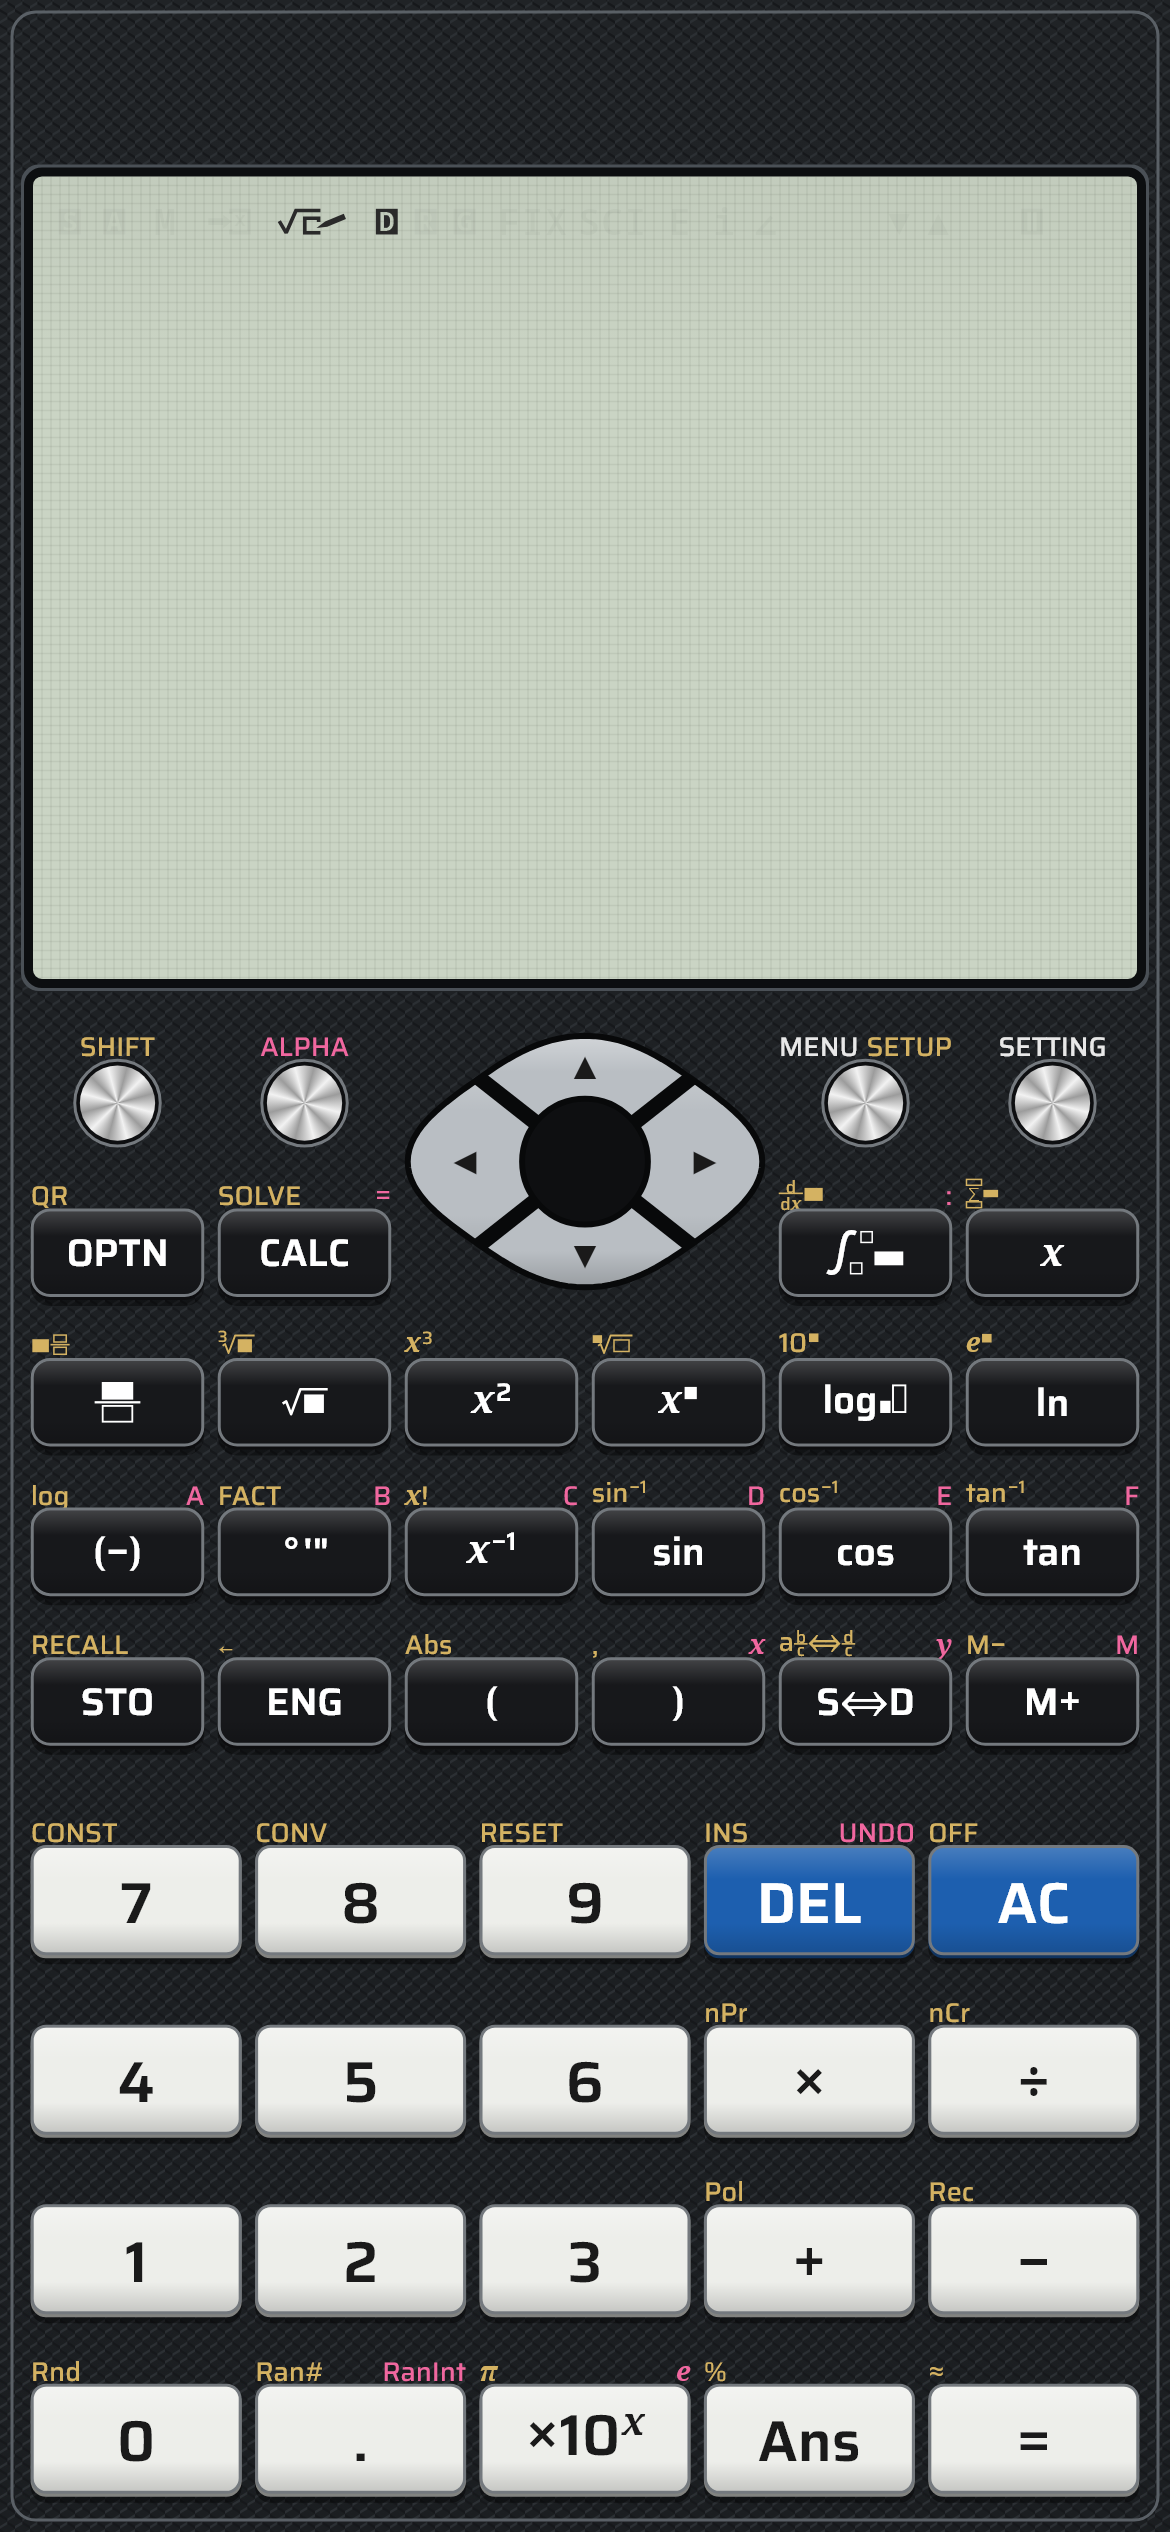 √ D
SHIFT ALPHA MENU SETUP SETTING
QR SOLVE = d/dx■ : Σ
OPTN CALC ∫ x
■ ³√■ x³ ■√□ 10■ e■
√■ x² x■ log ln
log A FACT B x! C sin⁻¹ D cos⁻¹ E tan⁻¹ F
(−) °'" x⁻¹ sin cos tan
RECALL ← Abs , x a b/c⇔d/c y M− M
STO ENG ( ) S⇔D M+
CONST CONV RESET INS UNDO OFF
7 8 9 DEL AC
nPr nCr
4 5 6 × ÷
Pol Rec
1 2 3 + −
Rnd Ran# RanInt π e % ≈
0 . ×10ˣ Ans =